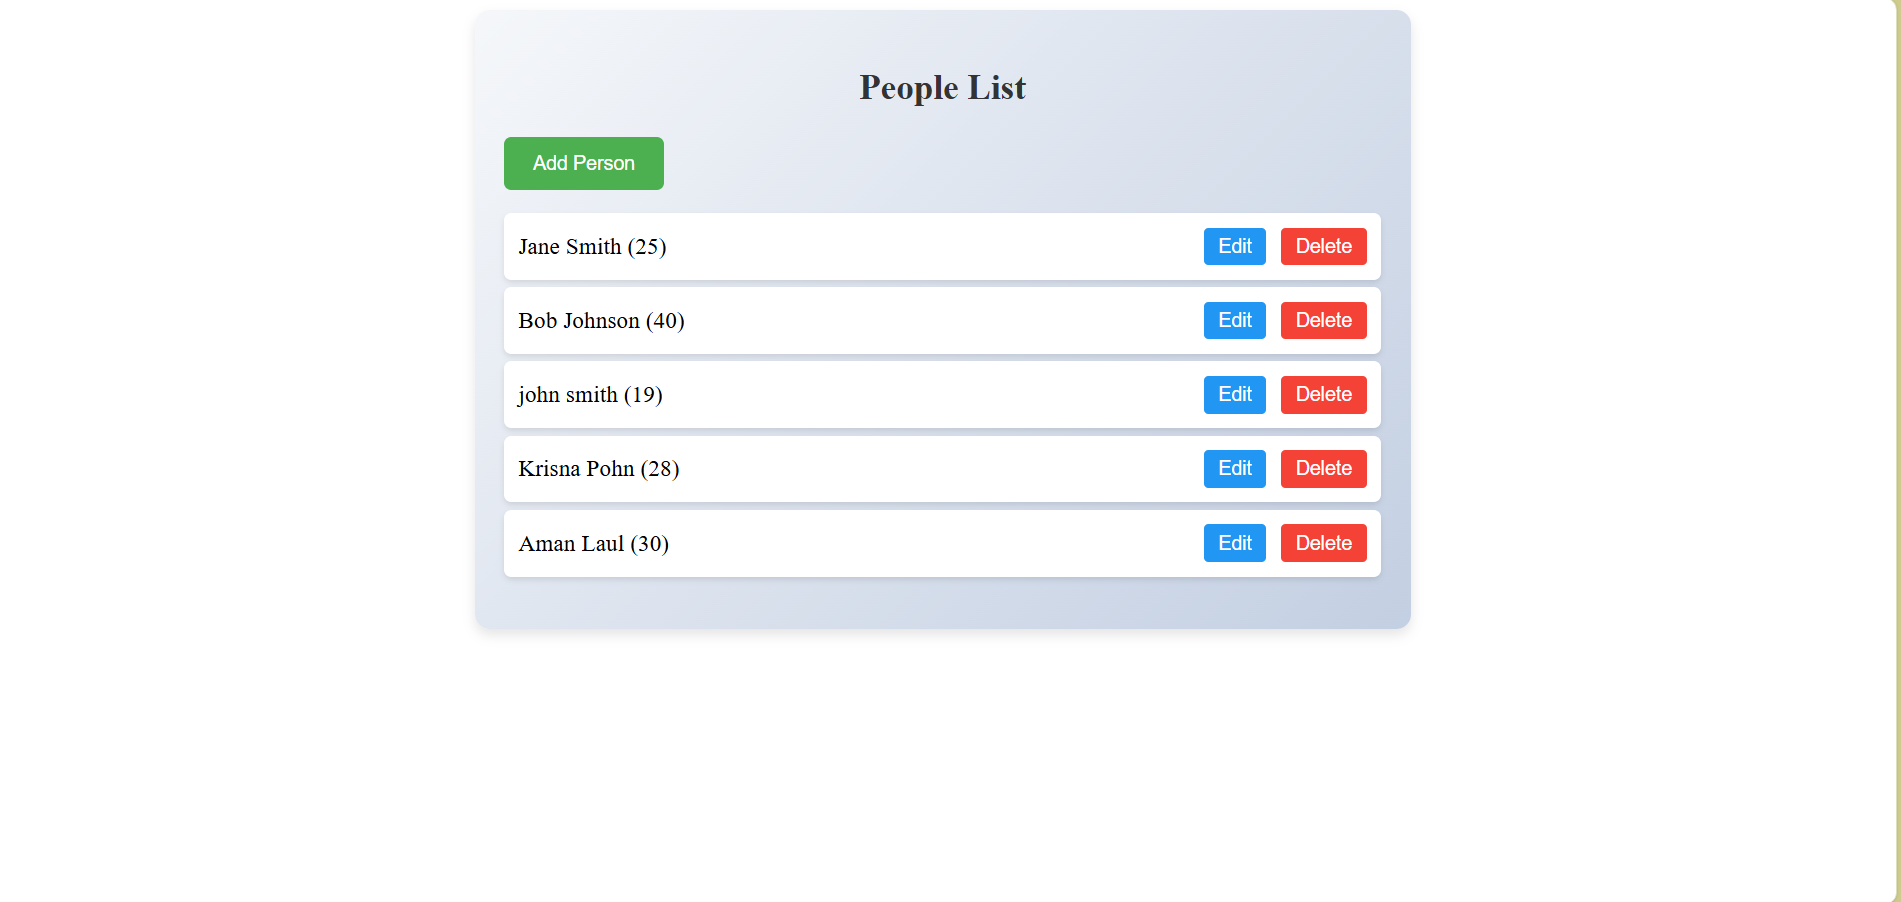 People List
Add Person
Jane Smith (25) Edit Delete
Bob Johnson (40) Edit Delete
john smith (19) Edit Delete
Krisna Pohn (28) Edit Delete
Aman Laul (30) Edit Delete